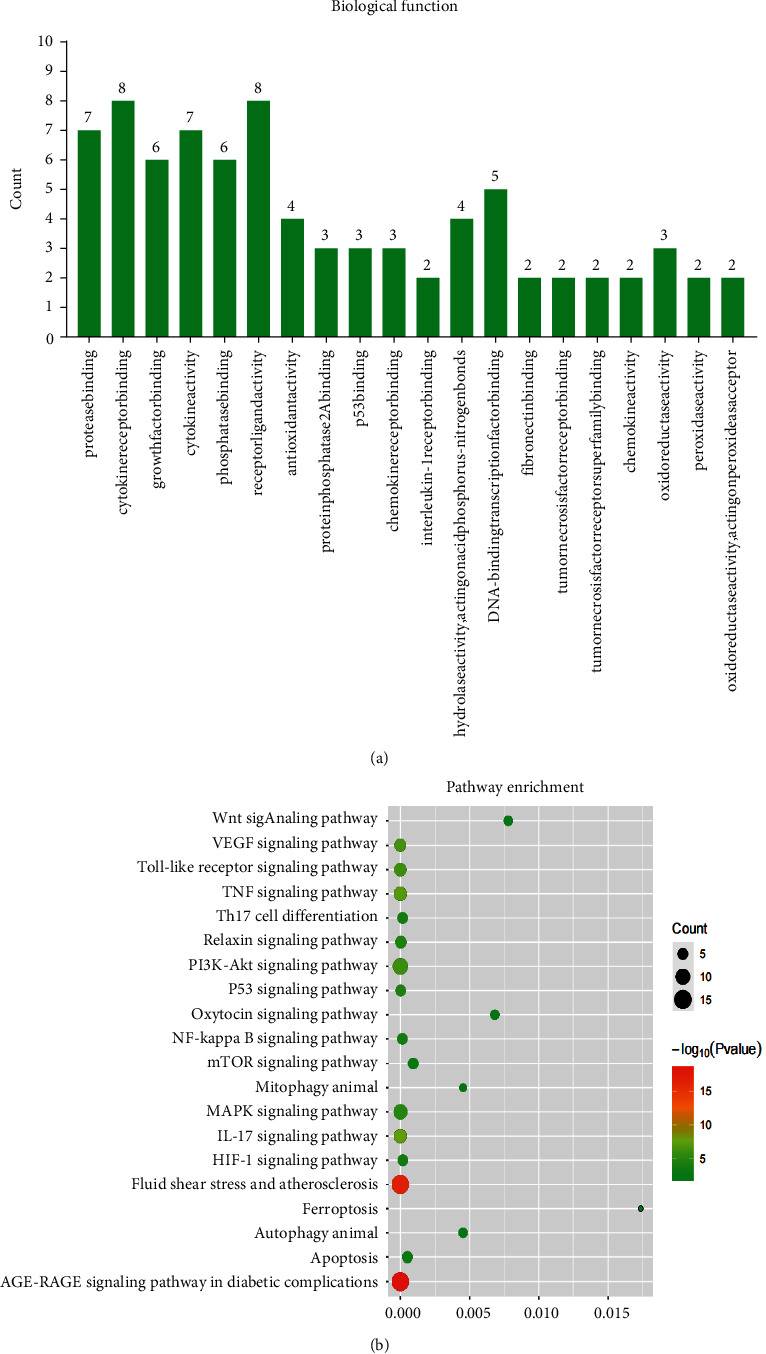 Biological function
10
9
8
7
6
5
4
3
2
1
0
Count
7
8
6
7
6
8
4
3
3
3
2
4
5
2
2
2
2
3
2
2
proteasebinding
cytokinereceptorbinding
growthfactorbinding
cytokineactivity
phosphatasebinding
receptorligandactivity
antioxidantactivity
proteinphosphatase2Abinding
p53binding
chemokinereceptorbinding
interleukin-1receptorbinding
hydrolaseactivity,actingonacidphosphorus-nitrogenbonds
DNA-bindingtranscriptionfactorbinding
fibronectinbinding
tumornecrosisfactorreceptorbinding
tumornecrosisfactorreceptorsuperfamilybinding
chemokineactivity
oxidoreductaseactivity
peroxidaseactivity
oxidoreductaseactivity,actingonperoxideasacceptor
(a)
Pathway enrichment
Wnt sigAnaling pathway
VEGF signaling pathway
Toll-like receptor signaling pathway
TNF signaling pathway
Th17 cell differentiation
Relaxin signaling pathway
PI3K-Akt signaling pathway
P53 signaling pathway
Oxytocin signaling pathway
NF-kappa B signaling pathway
mTOR signaling pathway
Mitophagy animal
MAPK signaling pathway
IL-17 signaling pathway
HIF-1 signaling pathway
Fluid shear stress and atherosclerosis
Ferroptosis
Autophagy animal
Apoptosis
AGE-RAGE signaling pathway in diabetic complications
0.000 0.005 0.010 0.015
Count
5
10
15
−log10(Pvalue)
15
10
5
(b)